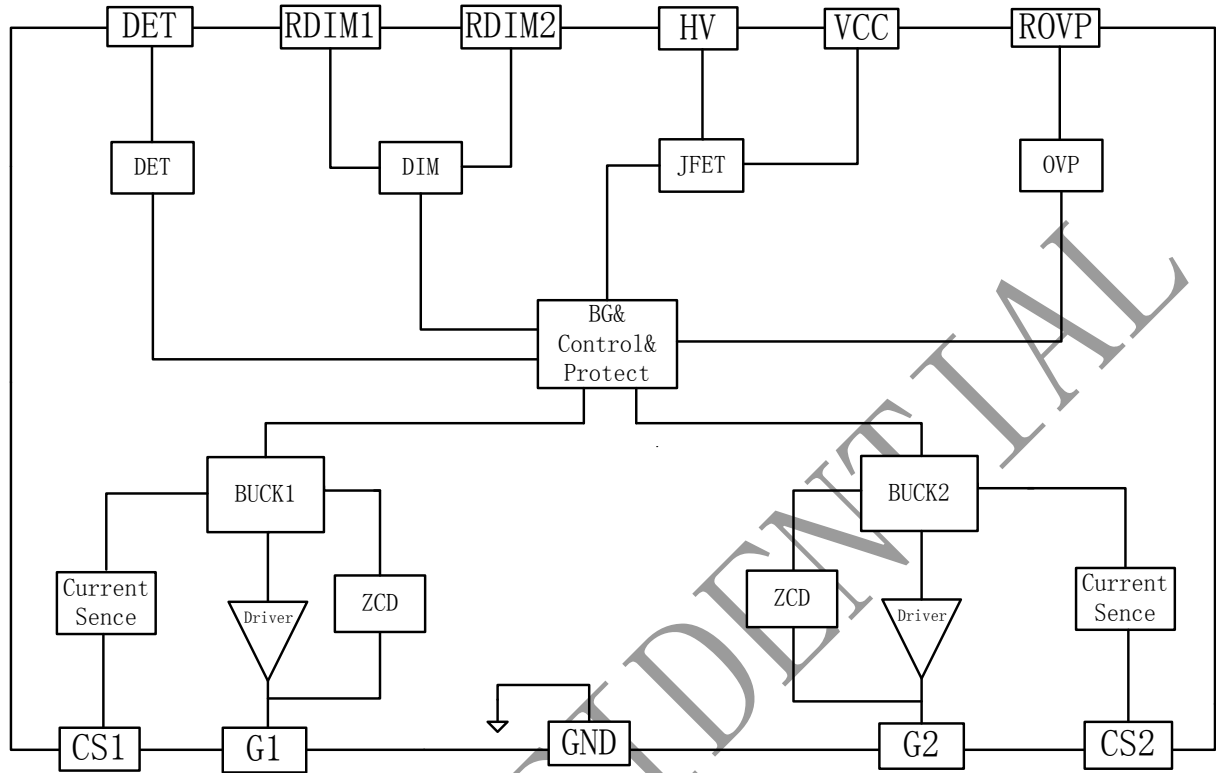 DET
RDIM1
RDIM2
HV
VCC
ROVP
DET
DIM
JFET
OVP
BG&
Control&
Protect
BUCK1
BUCK2
Current
Sence
Driver
ZCD
ZCD
Driver
Current
Sence
CS1
G1
GND
G2
CS2
IDENTIAL